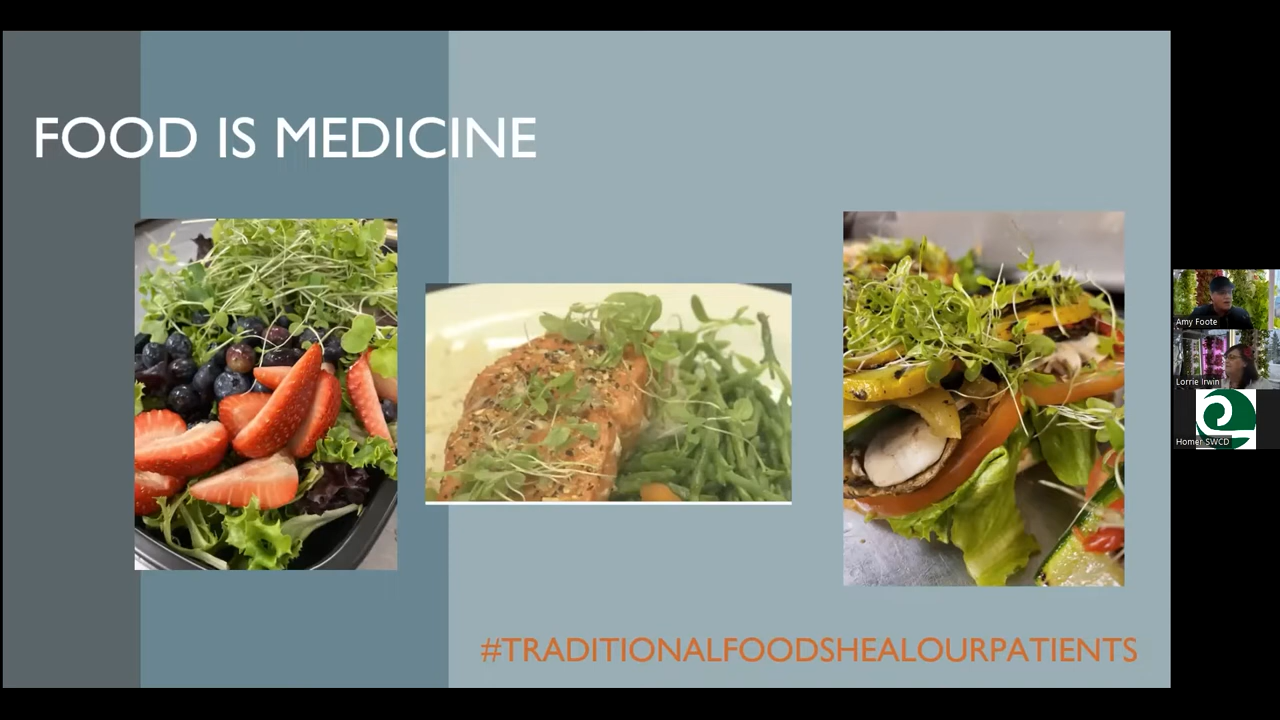 FOOD IS MEDICINE
#TRADITIONALFOODSHEALOURPATIENTS
Amy Foote
Lorrie Irwin
Homer SWCD